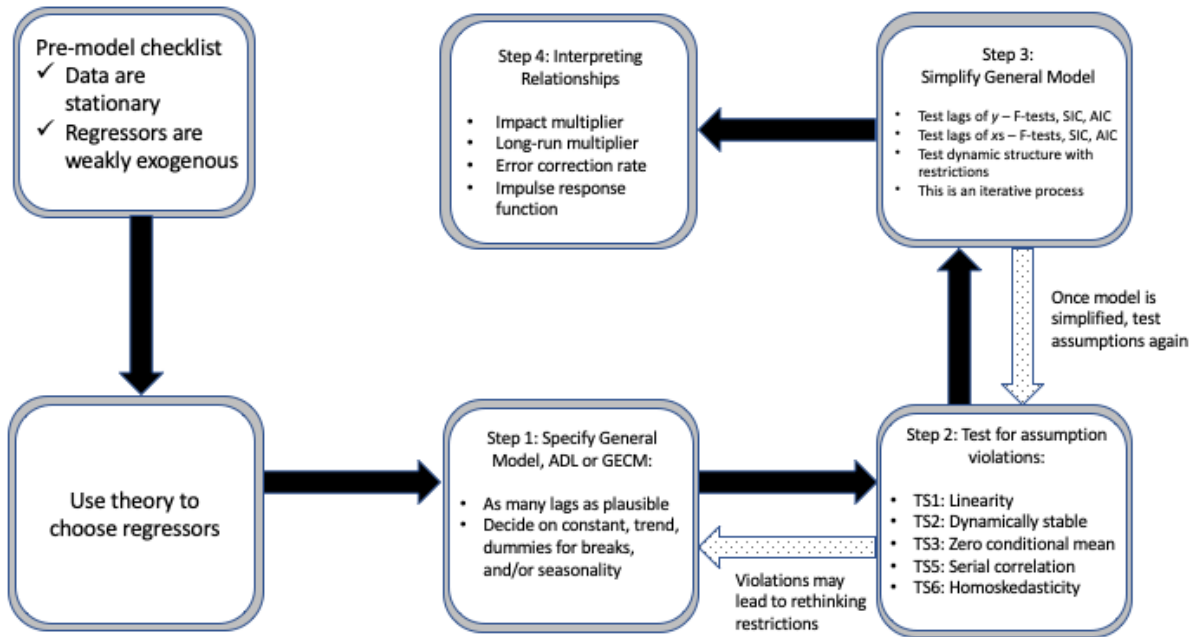 Pre-model checklist
✓ Data are
stationary
✓ Regressors are
weakly exogenous
Use theory to
choose regressors
Step 1: Specify General
Model, ADL or GECM:
• As many lags as plausible
• Decide on constant, trend,
dummies for breaks,
and/or seasonality
Step 2: Test for assumption
violations:
• TS1: Linearity
• TS2: Dynamically stable
• TS3: Zero conditional mean
• TS5: Serial correlation
• TS6: Homoskedasticity
Violations may
lead to rethinking
restrictions
Step 3:
Simplify General Model
• Test lags of y – F-tests, SIC, AIC
• Test lags of xs – F-tests, SIC, AIC
• Test dynamic structure with
restrictions
• This is an iterative process
Once model is
simplified, test
assumptions again
Step 4: Interpreting
Relationships
• Impact multiplier
• Long-run multiplier
• Error correction rate
• Impulse response
function